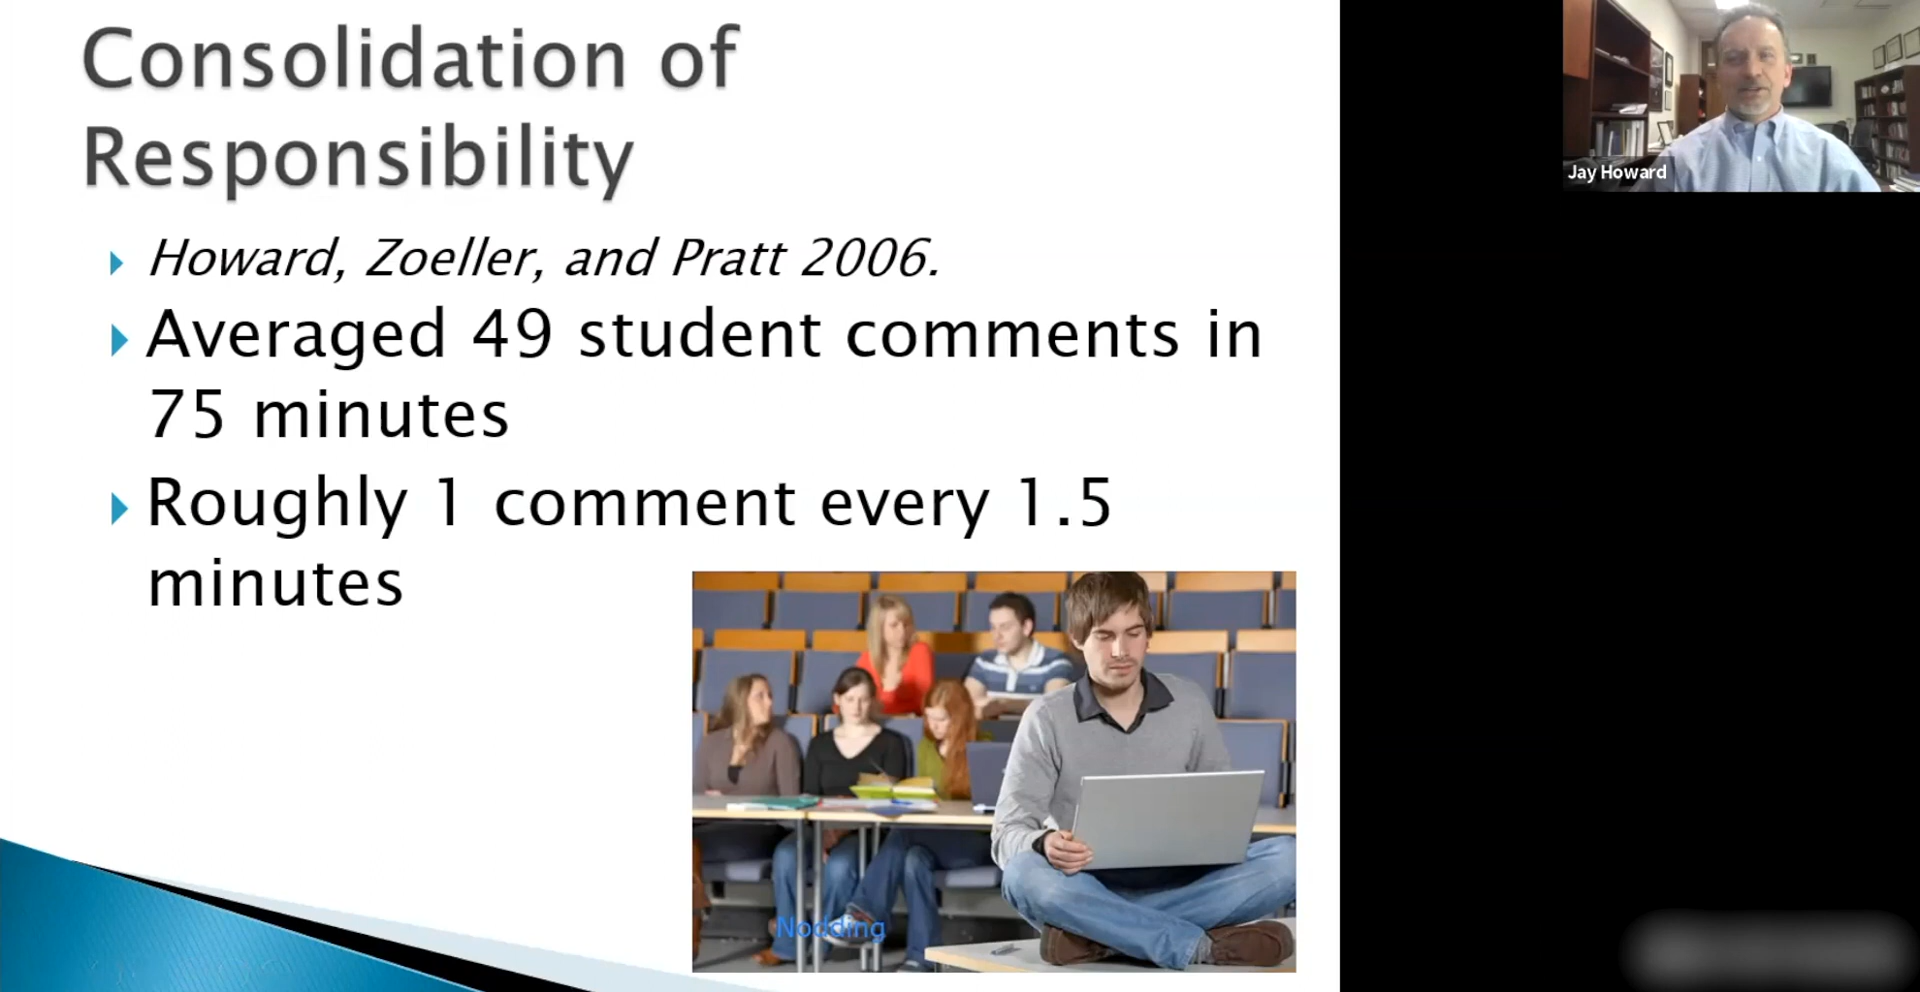 Consolidation of
Responsibility
Howard, Zoeller, and Pratt 2006.
Averaged 49 student comments in
75 minutes
Roughly 1 comment every 1.5
minutes
Nodding
Jay Howard